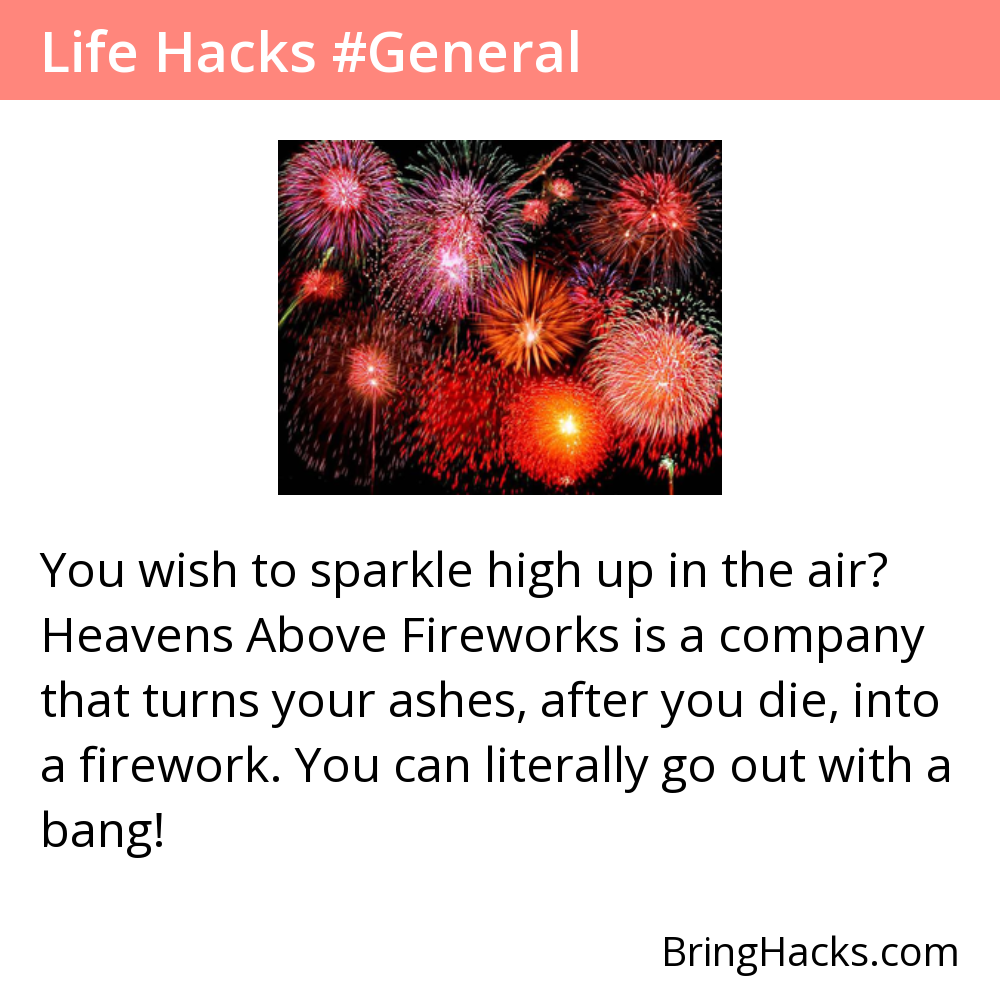 Life Hacks #General
You wish to sparkle high up in the air?
Heavens Above Fireworks is a company
that turns your ashes, after you die, into
a firework. You can literally go out with a
bang!
BringHacks.com